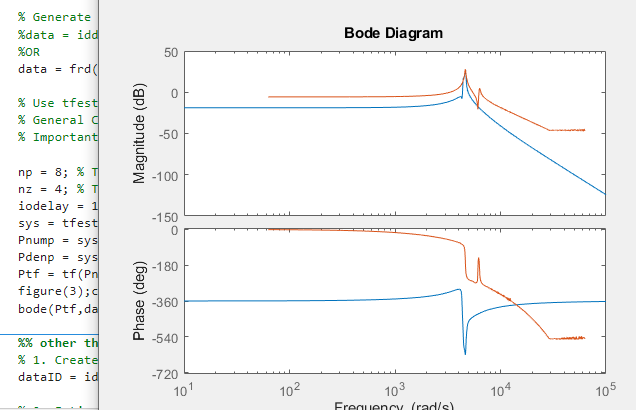 % Generate
%data = idd
%OR
data = frd(
% Use tfest
% General C
% Important
np = 8; % T
nz = 4; % T
iodelay = 1
sys = tfest
Pnump = sys
Pdenp = sys
Ptf = tf(Pn
figure(3);c
bode(Ptf,da
%% other th
% 1. Create
dataID = id
Bode Diagram
Magnitude (dB)
50
0
-50
-100
-150
Phase (deg)
0
-180
-360
-540
-720
10^1 10^2 10^3 10^4 10^5
Frequency (rad/s)